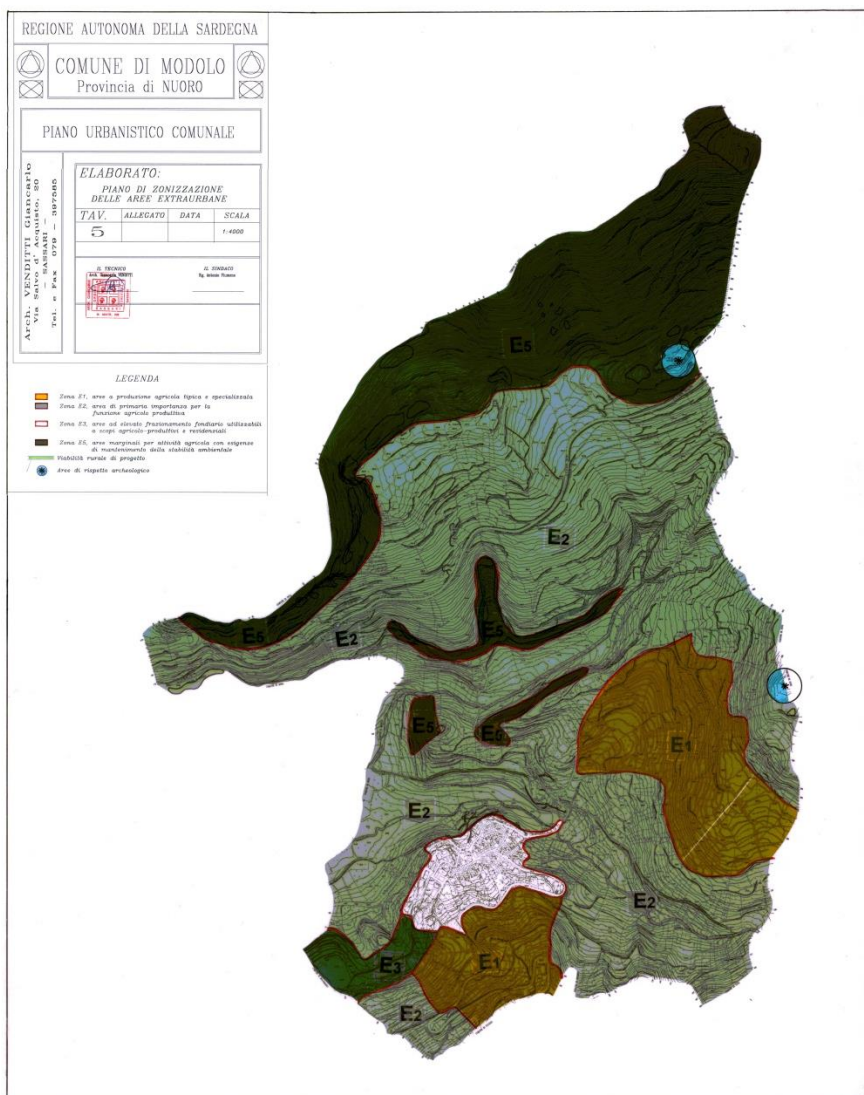 REGIONE AUTONOMA DELLA SARDEGNA
COMUNE DI MODOLO
Provincia di NUORO
PIANO URBANISTICO COMUNALE
Arch. VENDITTI Giancarlo
Via Salvo d' Acquisto, 20
- SASSARI -
Tel. e Fax 079 - 397585
ELABORATO:
PIANO DI ZONIZZAZIONE
DELLE AREE EXTRAURBANE
TAV. ALLEGATO DATA SCALA
5 1:4000
IL TECNICO IL SINDACO
LEGENDA
Zona E1, aree a produzione agricola tipica e specializzata
Zona E2, aree di primaria importanza per la
funzione agricolo produttiva
Zona E3, aree ad elevato frazionamento fondiario utilizzabili
a scopi agricolo-produttivi e residenziali
Zona E5, aree marginali per attività agricola con esigenze
di mantenimento della stabilità ambientale
Viabilità rurale di progetto
Aree di rispetto archeologico
E5
E2
E5
E2
E5
E5
E5
E1
E2
E2
E3
E1
E2